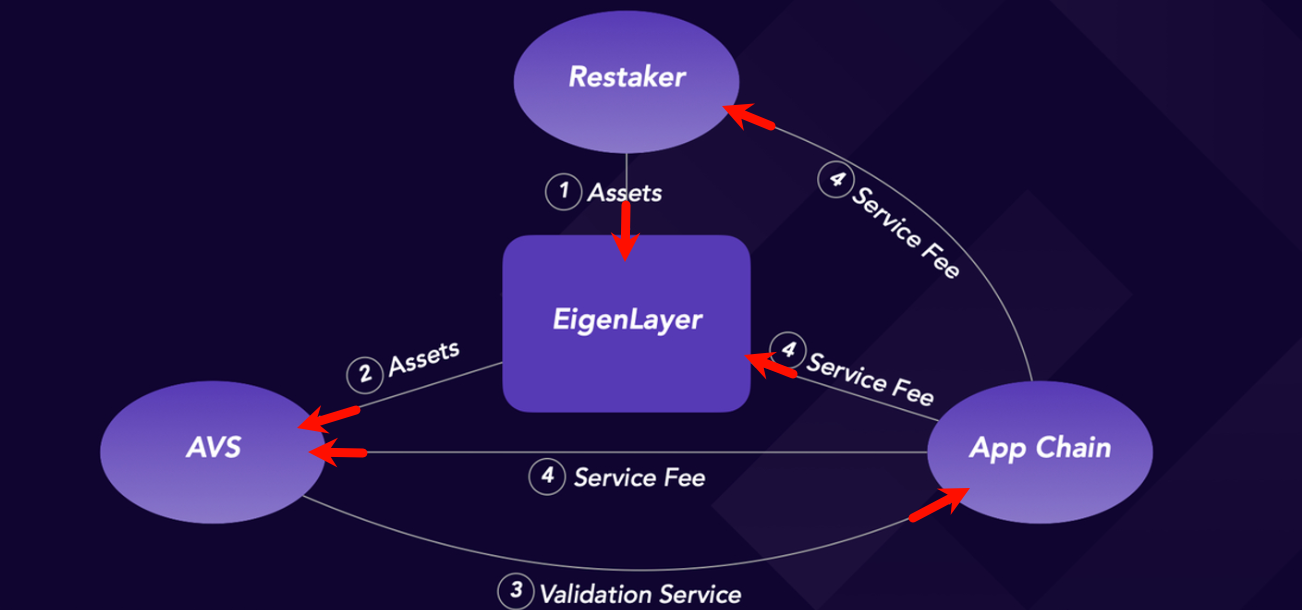 Restaker
1 Assets
4 Service Fee
EigenLayer
2 Assets
4 Service Fee
AVS
App Chain
4 Service Fee
3 Validation Service